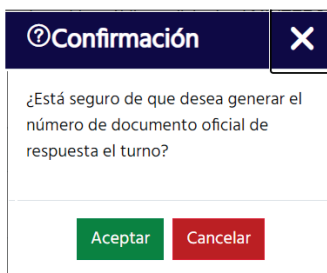 Confirmación
¿Está seguro de que desea generar el
número de documento oficial de
respuesta el turno?
Aceptar Cancelar